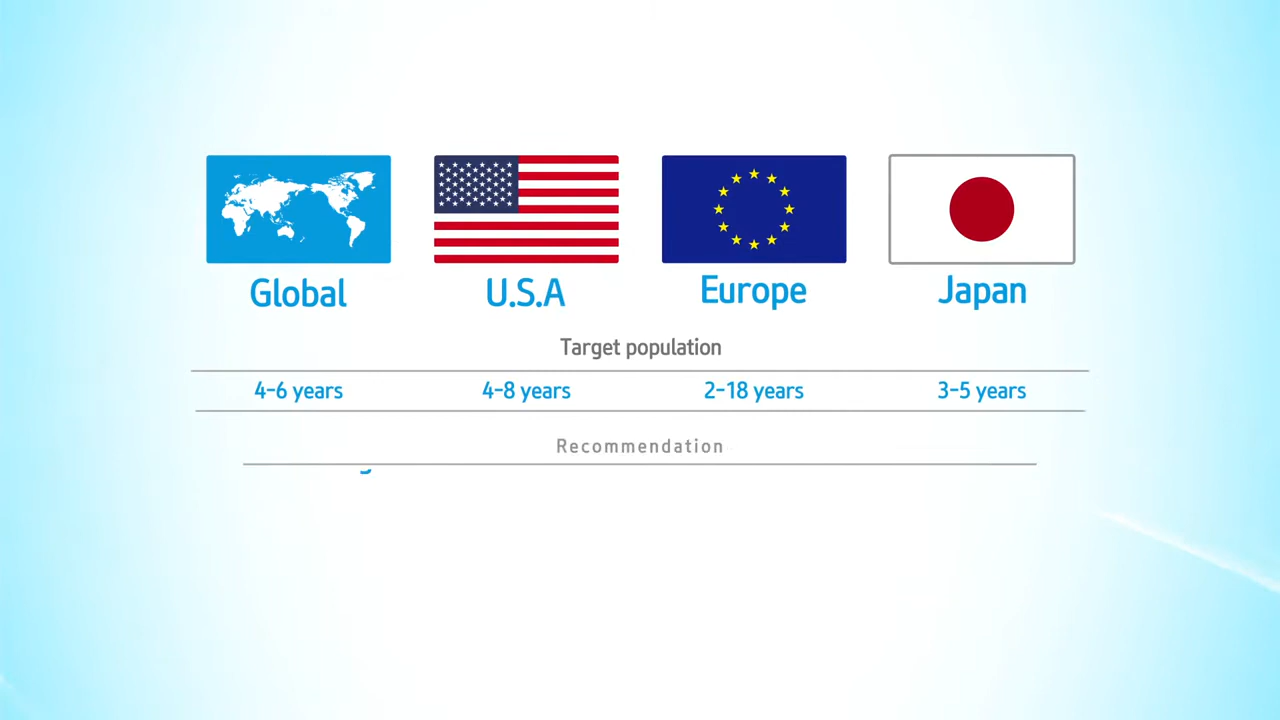 Global U.S.A Europe Japan
Target population
4-6 years 4-8 years 2-18 years 3-5 years
Recommendation